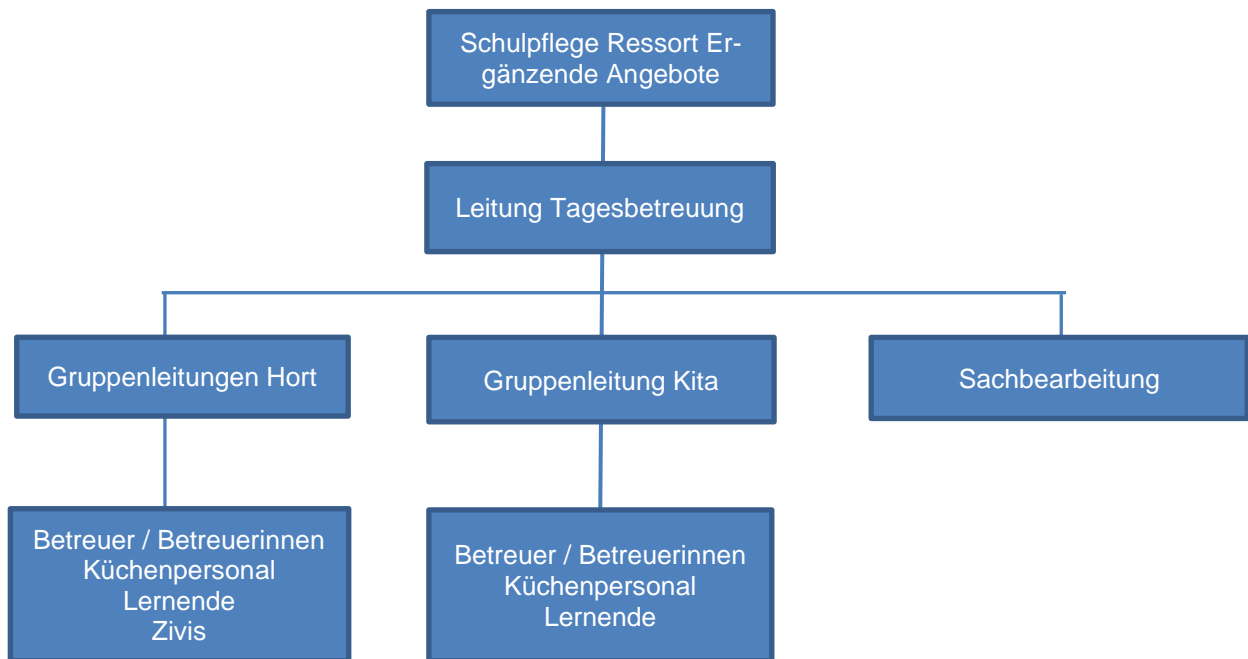 Schulpflege Ressort Er-
gänzende Angebote
Leitung Tagesbetreuung
Gruppenleitungen Hort
Gruppenleitung Kita
Sachbearbeitung
Betreuer / Betreuerinnen
Küchenpersonal
Lernende
Zivis
Betreuer / Betreuerinnen
Küchenpersonal
Lernende